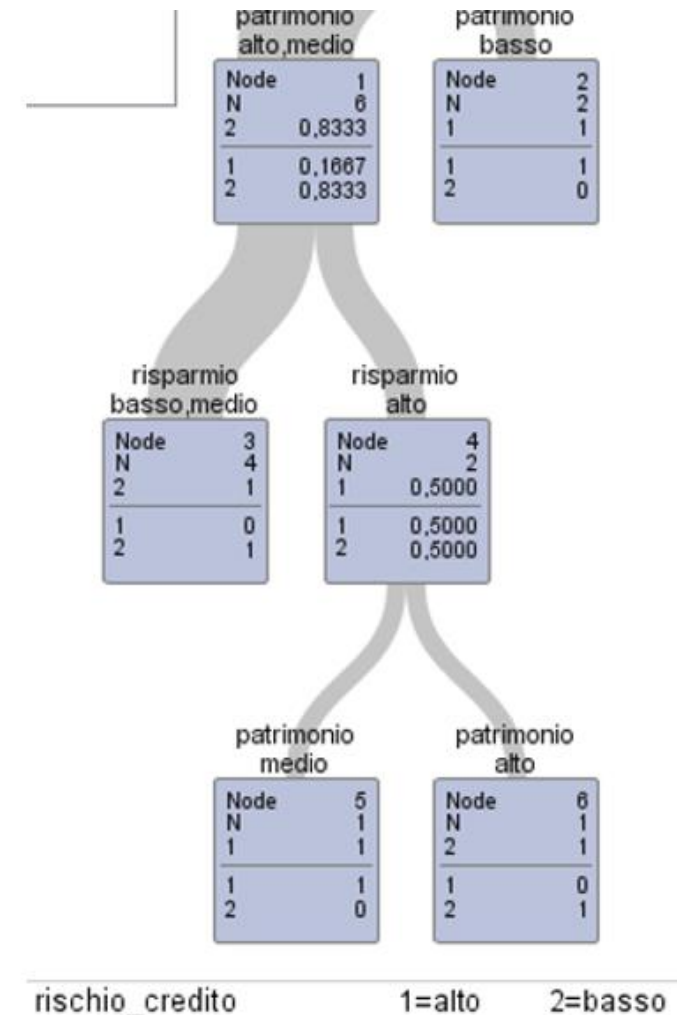 patrimonio
alto,medio
Node 1
N 6
2 0,8333
1 0,1667
2 0,8333
patrimonio
basso
Node 2
N 2
1 1
1 1
2 0
risparmio
basso,medio
Node 3
N 4
2 1
1 0
2 1
risparmio
alto
Node 4
N 2
1 0,5000
1 0,5000
2 0,5000
patrimonio
medio
Node 5
N 1
1 1
1 1
2 0
patrimonio
alto
Node 6
N 1
2 1
1 0
2 1
rischio_credito 1=alto 2=basso